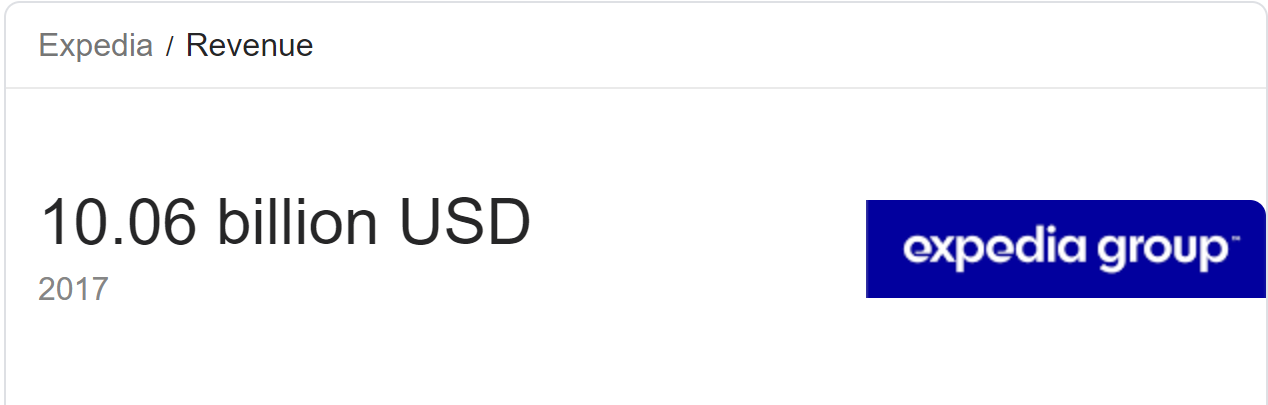 Expedia / Revenue
10.06 billion USD
2017
expedia group™